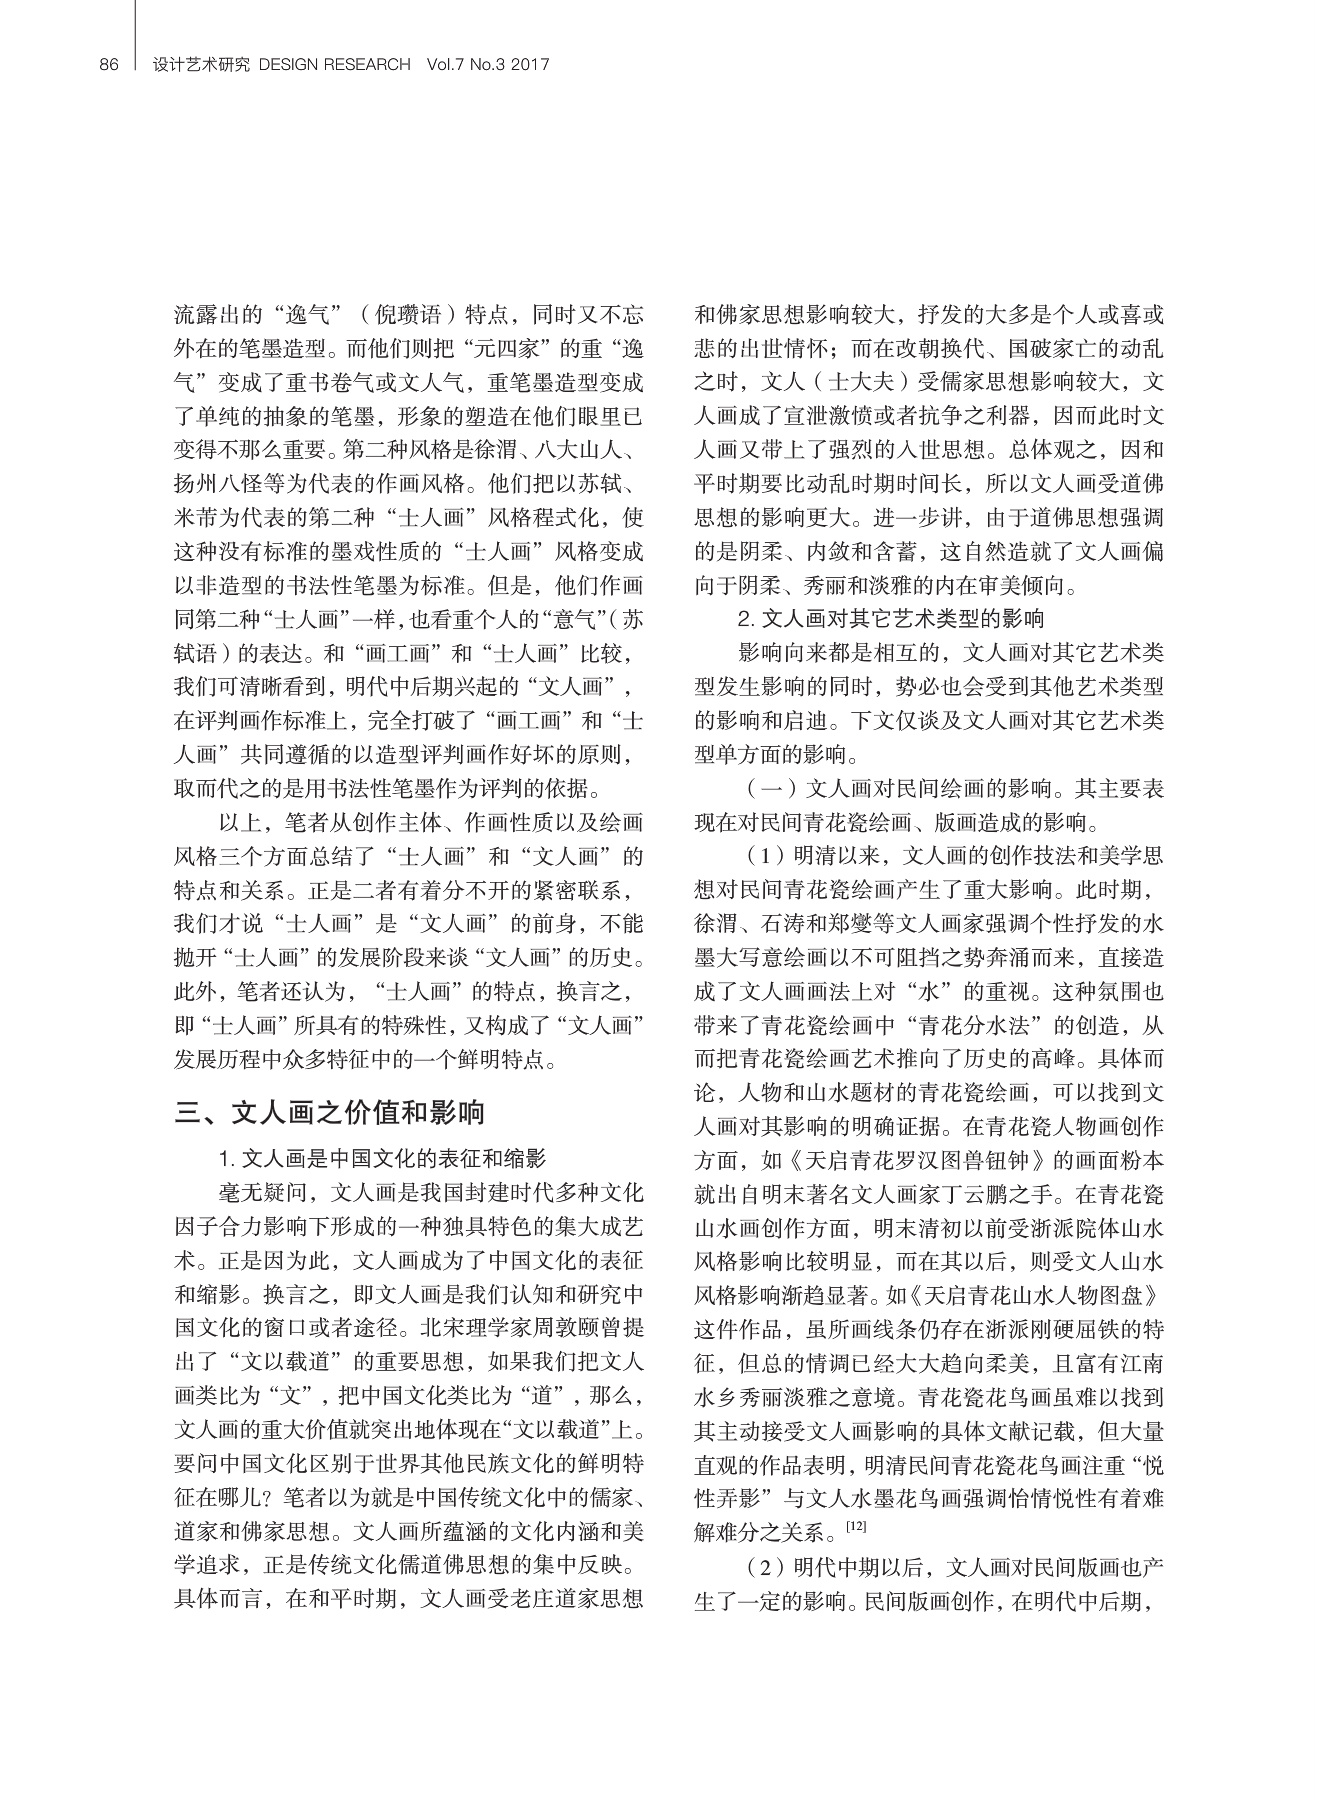 86
设计艺术研究 DESIGN RESEARCH Vol.7 No.3 2017
流露出的“逸气”（倪瓒语）特点，同时又不忘
外在的笔墨造型。而他们则把“元四家”的重“逸
气”变成了重书卷气或文人气，重笔墨造型变成
了单纯的抽象的笔墨，形象的塑造在他们眼里已
变得不那么重要。第二种风格是徐渭、八大山人、
扬州八怪等为代表的作画风格。他们把以苏轼、
米芾为代表的第二种“士人画”风格程式化，使
这种没有标准的墨戏性质的“士人画”风格变成
以非造型的书法性笔墨为标准。但是，他们作画
同第二种“士人画”一样，也看重个人的“意气”（苏
轼语）的表达。和“画工画”和“士人画”比较，
我们可清晰看到，明代中后期兴起的“文人画”，
在评判画作标准上，完全打破了“画工画”和“士
人画”共同遵循的以造型评判画作好坏的原则，
取而代之的是用书法性笔墨作为评判的依据。
以上，笔者从创作主体、作画性质以及绘画
风格三个方面总结了“士人画”和“文人画”的
特点和关系。正是二者有着分不开的紧密联系，
我们才说“士人画”是“文人画”的前身，不能
抛开“士人画”的发展阶段来谈“文人画”的历史。
此外，笔者还认为，“士人画”的特点，换言之，
即“士人画”所具有的特殊性，又构成了“文人画”
发展历程中众多特征中的一个鲜明特点。
三、文人画之价值和影响
1. 文人画是中国文化的表征和缩影
毫无疑问，文人画是我国封建时代多种文化
因子合力影响下形成的一种独具特色的集大成艺
术。正是因为此，文人画成为了中国文化的表征
和缩影。换言之，即文人画是我们认知和研究中
国文化的窗口或者途径。北宋理学家周敦颐曾提
出了“文以载道”的重要思想，如果我们把文人
画类比为“文”，把中国文化类比为“道”，那么，
文人画的重大价值就突出地体现在“文以载道”上。
要问中国文化区别于世界其他民族文化的鲜明特
征在哪儿？笔者以为就是中国传统文化中的儒家、
道家和佛家思想。文人画所蕴涵的文化内涵和美
学追求，正是传统文化儒道佛思想的集中反映。
具体而言，在和平时期，文人画受老庄道家思想
和佛家思想影响较大，抒发的大多是个人或喜或
悲的出世情怀；而在改朝换代、国破家亡的动乱
之时，文人（士大夫）受儒家思想影响较大，文
人画成了宣泄激愤或者抗争之利器，因而此时文
人画又带上了强烈的入世思想。总体观之，因和
平时期要比动乱时期时间长，所以文人画受道佛
思想的影响更大。进一步讲，由于道佛思想强调
的是阴柔、内敛和含蓄，这自然造就了文人画偏
向于阴柔、秀丽和淡雅的内在审美倾向。
2. 文人画对其它艺术类型的影响
影响向来都是相互的，文人画对其它艺术类
型发生影响的同时，势必也会受到其他艺术类型
的影响和启迪。下文仅谈及文人画对其它艺术类
型单方面的影响。
（一）文人画对民间绘画的影响。其主要表
现在对民间青花瓷绘画、版画造成的影响。
（1）明清以来，文人画的创作技法和美学思
想对民间青花瓷绘画产生了重大影响。此时期，
徐渭、石涛和郑燮等文人画家强调个性抒发的水
墨大写意绘画以不可阻挡之势奔涌而来，直接造
成了文人画画法上对“水”的重视。这种氛围也
带来了青花瓷绘画中“青花分水法”的创造，从
而把青花瓷绘画艺术推向了历史的高峰。具体而
论，人物和山水题材的青花瓷绘画，可以找到文
人画对其影响的明确证据。在青花瓷人物画创作
方面，如《天启青花罗汉图兽钮钟》的画面粉本
就出自明末著名文人画家丁云鹏之手。在青花瓷
山水画创作方面，明末清初以前受浙派院体山水
风格影响比较明显，而在其以后，则受文人山水
风格影响渐趋显著。如《天启青花山水人物图盘》
这件作品，虽所画线条仍存在浙派刚硬屈铁的特
征，但总的情调已经大大趋向柔美，且富有江南
水乡秀丽淡雅之意境。青花瓷花鸟画虽难以找到
其主动接受文人画影响的具体文献记载，但大量
直观的作品表明，明清民间青花瓷花鸟画注重“悦
性弄影”与文人水墨花鸟画强调怡情悦性有着难
解难分之关系。[12]
（2）明代中期以后，文人画对民间版画也产
生了一定的影响。民间版画创作，在明代中后期，